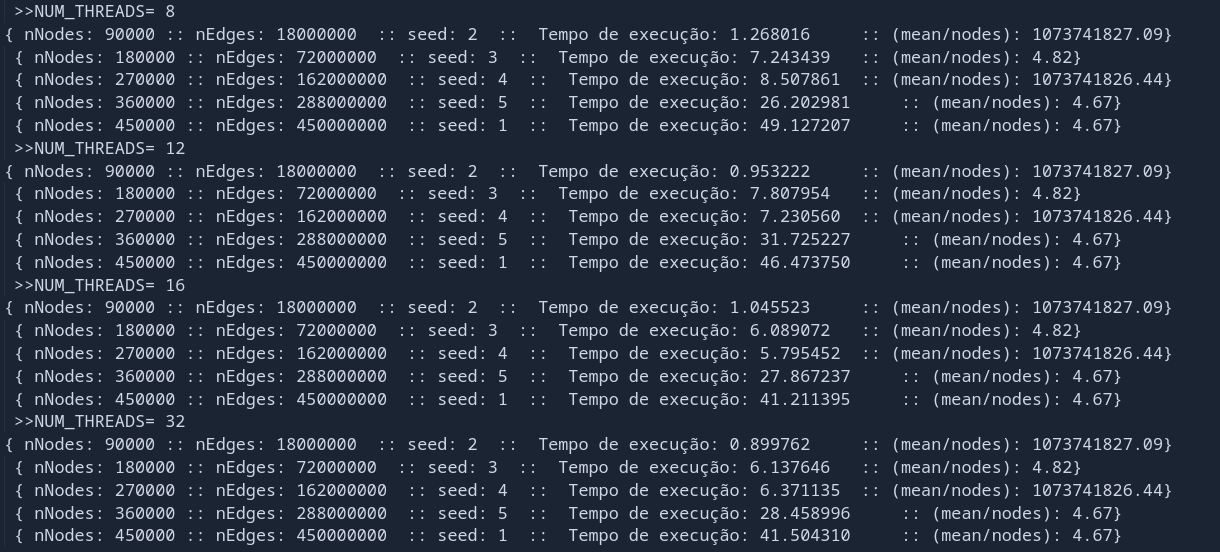 >>NUM_THREADS= 8
{ nNodes: 90000 :: nEdges: 18000000  :: seed: 2  ::  Tempo de execução: 1.268016     :: (mean/nodes): 1073741827.09}
{ nNodes: 180000 :: nEdges: 72000000  :: seed: 3  ::  Tempo de execução: 7.243439   :: (mean/nodes): 4.82}
{ nNodes: 270000 :: nEdges: 162000000  :: seed: 4  ::  Tempo de execução: 8.507861  :: (mean/nodes): 1073741826.44}
{ nNodes: 360000 :: nEdges: 288000000  :: seed: 5  ::  Tempo de execução: 26.202981     :: (mean/nodes): 4.67}
{ nNodes: 450000 :: nEdges: 450000000  :: seed: 1  ::  Tempo de execução: 49.127207     :: (mean/nodes): 4.67}
>>NUM_THREADS= 12
{ nNodes: 90000 :: nEdges: 18000000  :: seed: 2  ::  Tempo de execução: 0.953222     :: (mean/nodes): 1073741827.09}
{ nNodes: 180000 :: nEdges: 72000000  :: seed: 3  ::  Tempo de execução: 7.807954   :: (mean/nodes): 4.82}
{ nNodes: 270000 :: nEdges: 162000000  :: seed: 4  ::  Tempo de execução: 7.230560  :: (mean/nodes): 1073741826.44}
{ nNodes: 360000 :: nEdges: 288000000  :: seed: 5  ::  Tempo de execução: 31.725227     :: (mean/nodes): 4.67}
{ nNodes: 450000 :: nEdges: 450000000  :: seed: 1  ::  Tempo de execução: 46.473750     :: (mean/nodes): 4.67}
>>NUM_THREADS= 16
{ nNodes: 90000 :: nEdges: 18000000  :: seed: 2  ::  Tempo de execução: 1.045523     :: (mean/nodes): 1073741827.09}
{ nNodes: 180000 :: nEdges: 72000000  :: seed: 3  ::  Tempo de execução: 6.089072   :: (mean/nodes): 4.82}
{ nNodes: 270000 :: nEdges: 162000000  :: seed: 4  ::  Tempo de execução: 5.795452  :: (mean/nodes): 1073741826.44}
{ nNodes: 360000 :: nEdges: 288000000  :: seed: 5  ::  Tempo de execução: 27.867237     :: (mean/nodes): 4.67}
{ nNodes: 450000 :: nEdges: 450000000  :: seed: 1  ::  Tempo de execução: 41.211395     :: (mean/nodes): 4.67}
>>NUM_THREADS= 32
{ nNodes: 90000 :: nEdges: 18000000  :: seed: 2  ::  Tempo de execução: 0.899762     :: (mean/nodes): 1073741827.09}
{ nNodes: 180000 :: nEdges: 72000000  :: seed: 3  ::  Tempo de execução: 6.137646   :: (mean/nodes): 4.82}
{ nNodes: 270000 :: nEdges: 162000000  :: seed: 4  ::  Tempo de execução: 6.371135  :: (mean/nodes): 1073741826.44}
{ nNodes: 360000 :: nEdges: 288000000  :: seed: 5  ::  Tempo de execução: 28.458996     :: (mean/nodes): 4.67}
{ nNodes: 450000 :: nEdges: 450000000  :: seed: 1  ::  Tempo de execução: 41.504310     :: (mean/nodes): 4.67}